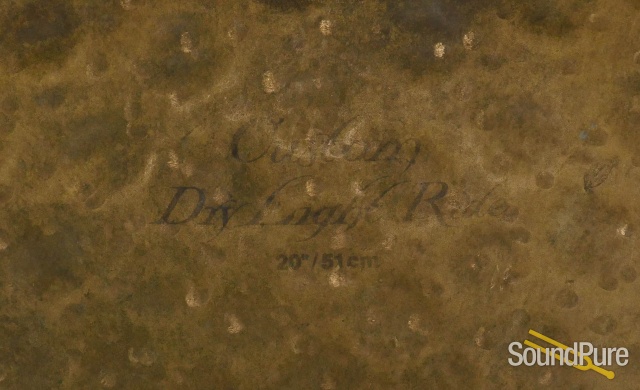 Custom
Dry Light Ride
20"/51cm
SoundPure